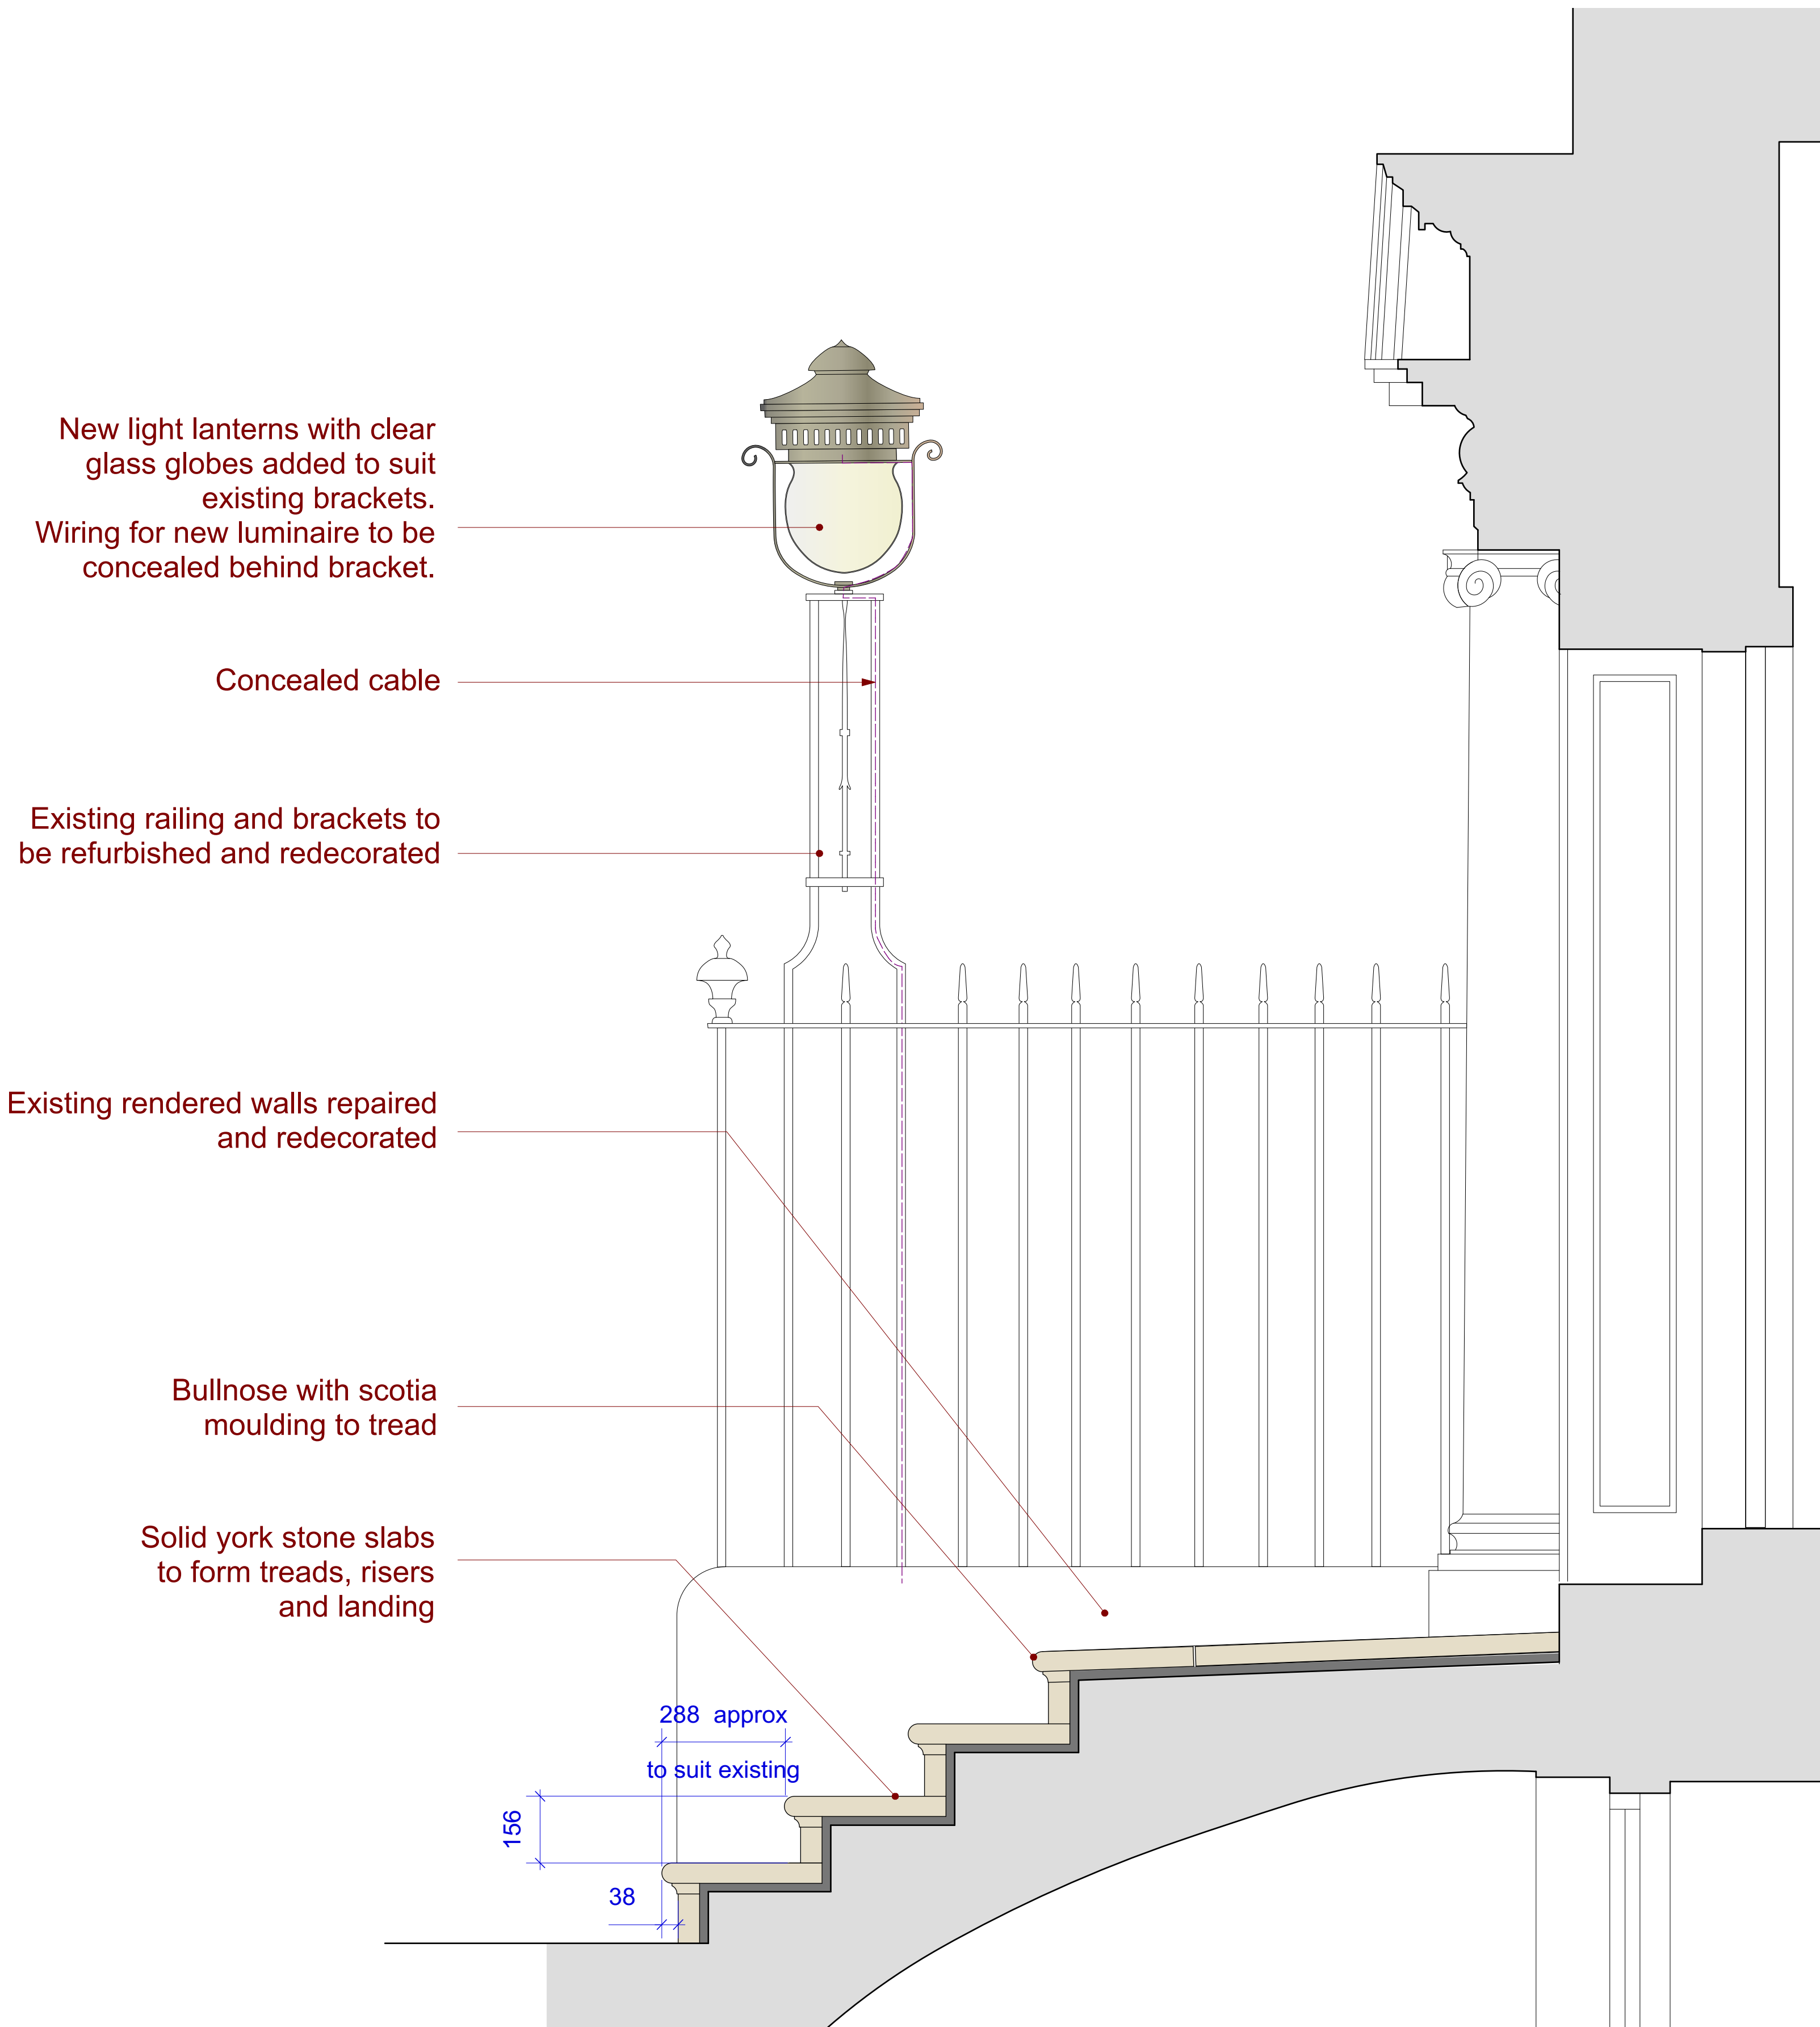 New light lanterns with clear
glass globes added to suit
existing brackets.
Wiring for new luminaire to be
concealed behind bracket.
Concealed cable
Existing railing and brackets to
be refurbished and redecorated
Existing rendered walls repaired
and redecorated
Bullnose with scotia
moulding to tread
Solid york stone slabs
to form treads, risers
and landing
288 approx
to suit existing
156
38